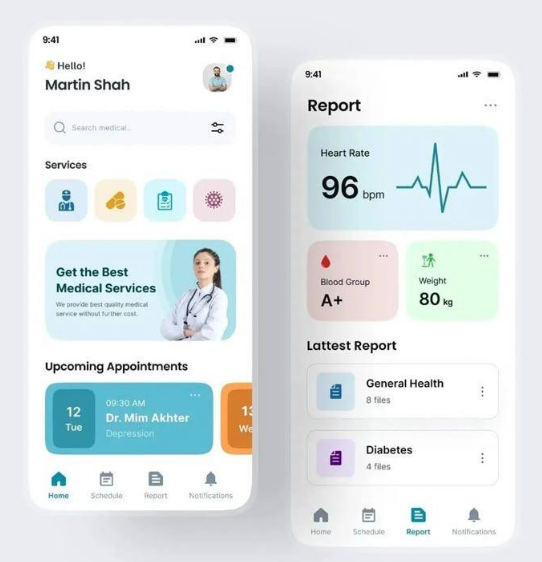 9:41
👋 Hello!
Martin Shah
Search medical..
Services
Get the Best
Medical Services
We provide best quality medical
service without further cost.
Upcoming Appointments
12
Tue
09:30 AM
Dr. Mim Akhter
Depression
13
We
Home
Schedule
Report
Notifications
9:41
Report
Heart Rate
96 bpm
Blood Group
A+
Weight
80 kg
Lattest Report
General Health
8 files
Diabetes
4 files
Home
Schedule
Report
Notifications